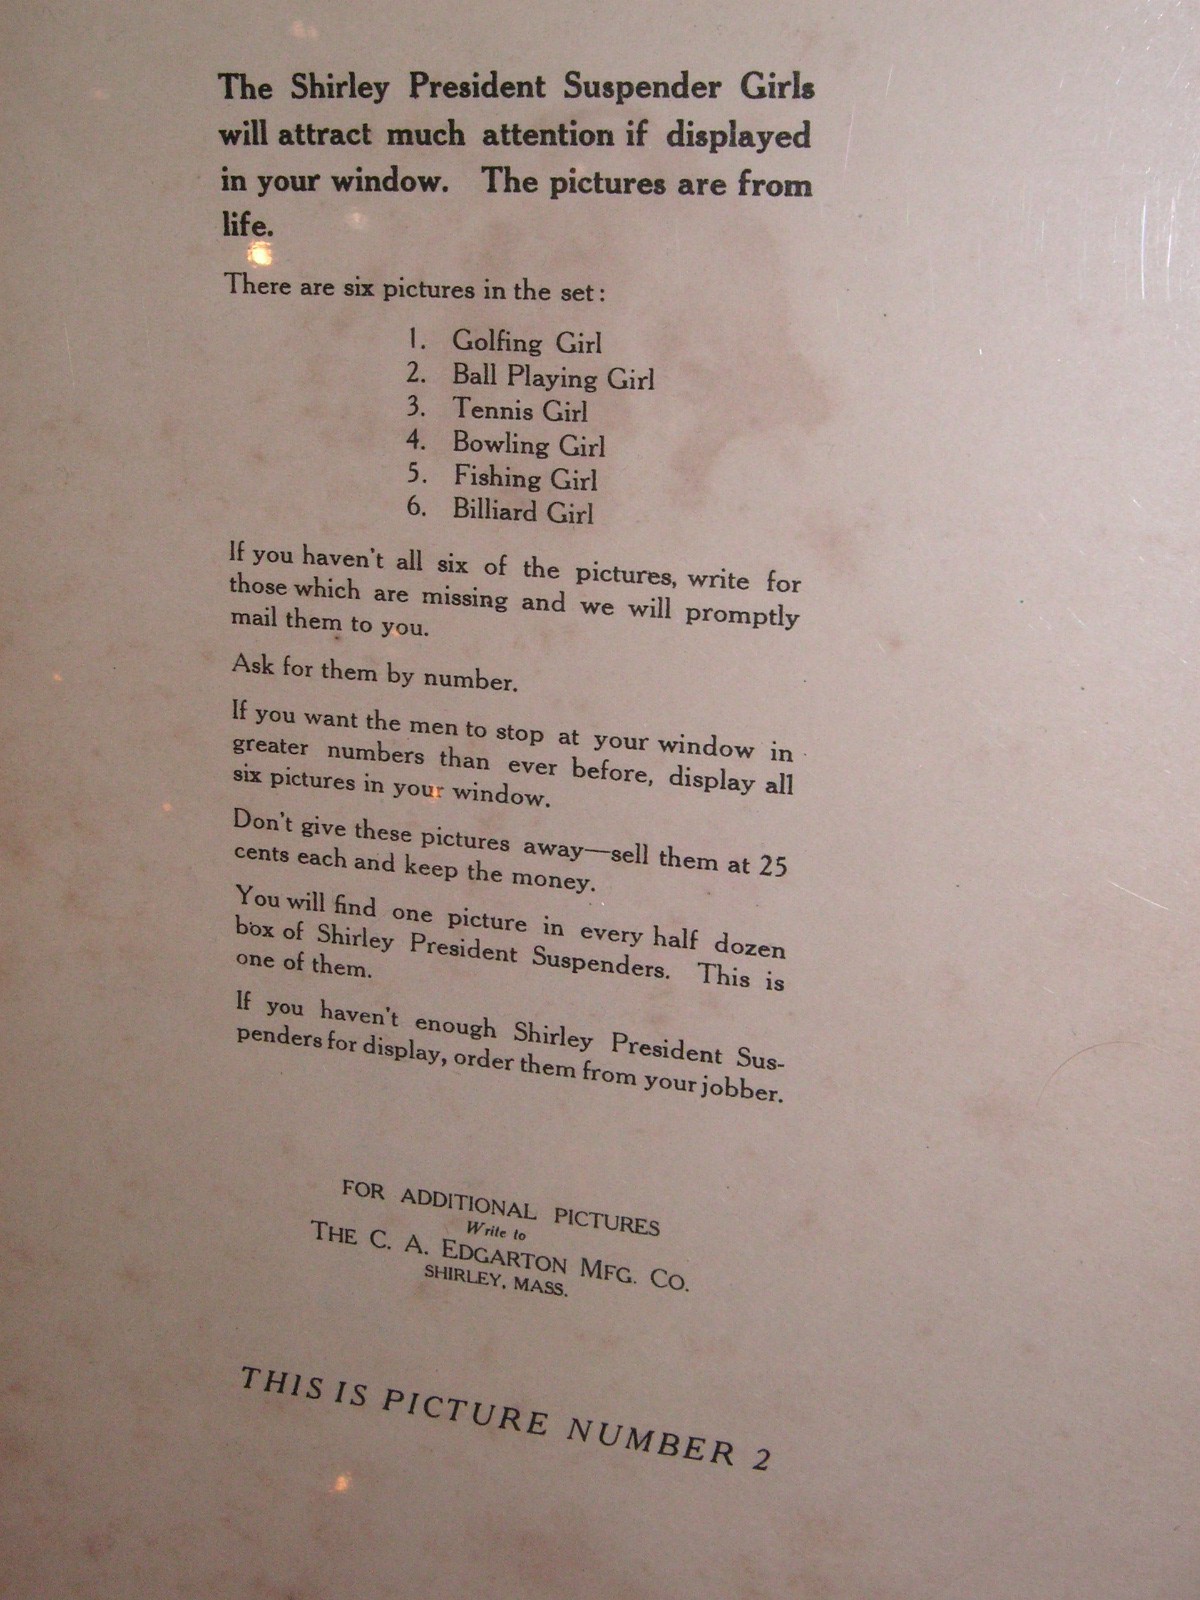 The Shirley President Suspender Girls
will attract much attention if displayed
in your window. The pictures are from
life.
There are six pictures in the set:
1. Golfing Girl
2. Ball Playing Girl
3. Tennis Girl
4. Bowling Girl
5. Fishing Girl
6. Billiard Girl
If you haven't all six of the pictures, write for
those which are missing and we will promptly
mail them to you.
Ask for them by number.
If you want the men to stop at your window in
greater numbers than ever before, display all
six pictures in your window.
Don't give these pictures away—sell them at 25
cents each and keep the money.
You will find one picture in every half dozen
box of Shirley President Suspenders. This is
one of them.
If you haven't enough Shirley President Sus-
penders for display, order them from your jobber.
FOR ADDITIONAL PICTURES
Write to
THE C. A. EDGARTON MFG. CO.
SHIRLEY, MASS.
THIS IS PICTURE NUMBER 2